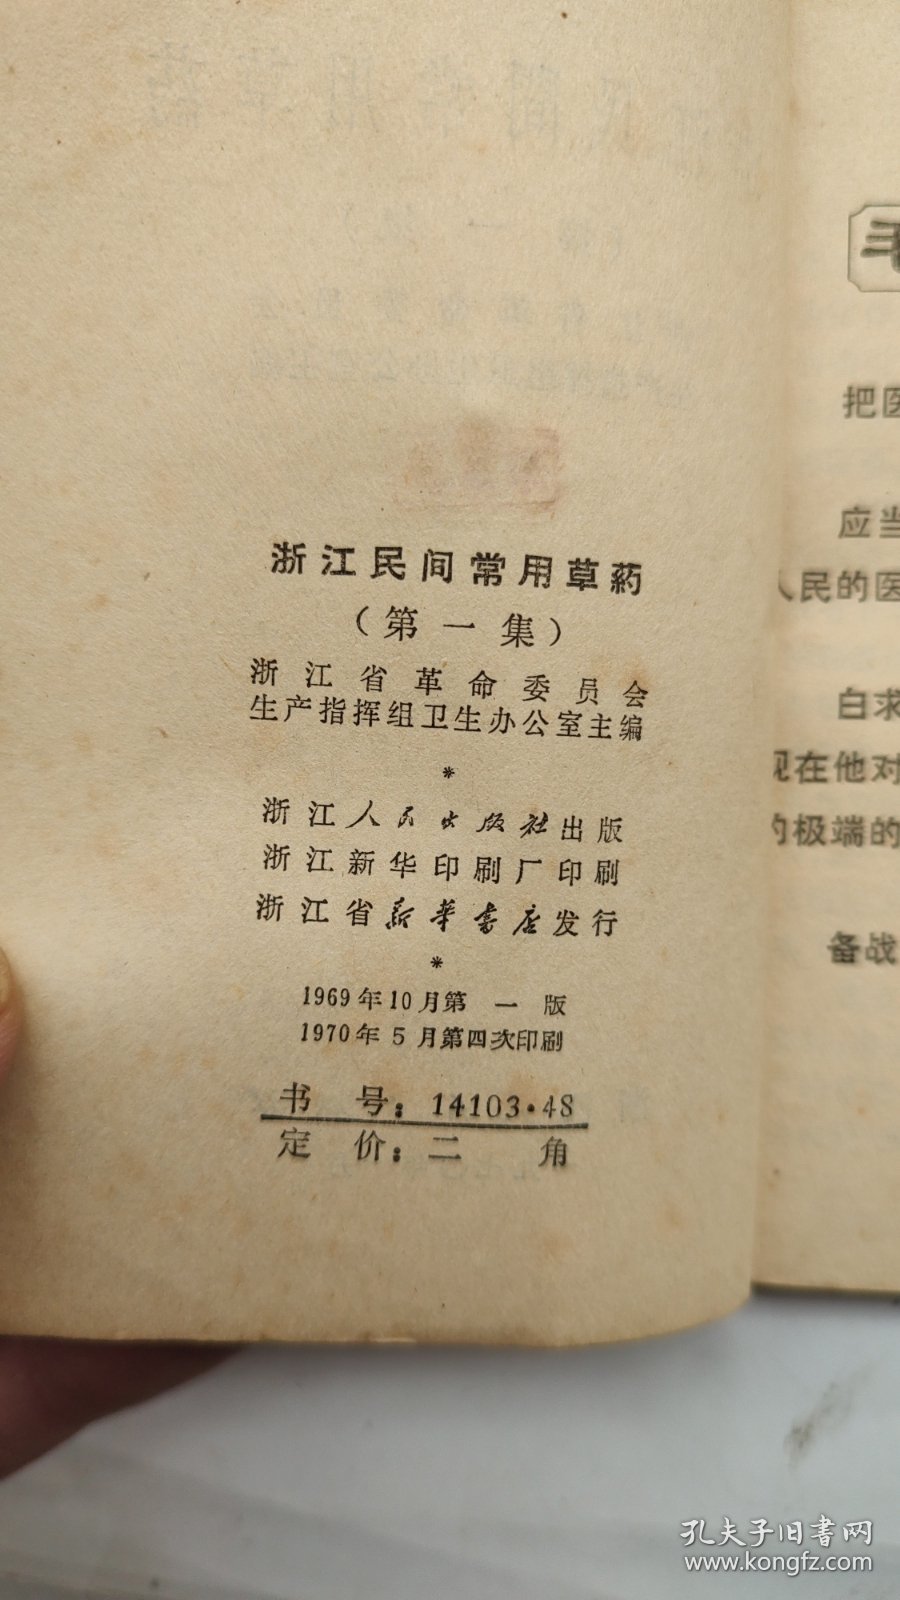 浙江民间常用草药
（第一集）
浙江省革命委员会
生产指挥组卫生办公室主编
*
浙江人民出版社出版
浙江新华印刷厂印刷
浙江省新华书店发行
*
1969年10月第一版
1970年5月第四次印刷
书号：14103·48
定价：二角
毛
把医
应当
人民的医
白求
现在他对
的极端的
备战
孔夫子旧书网
www.kongfz.com